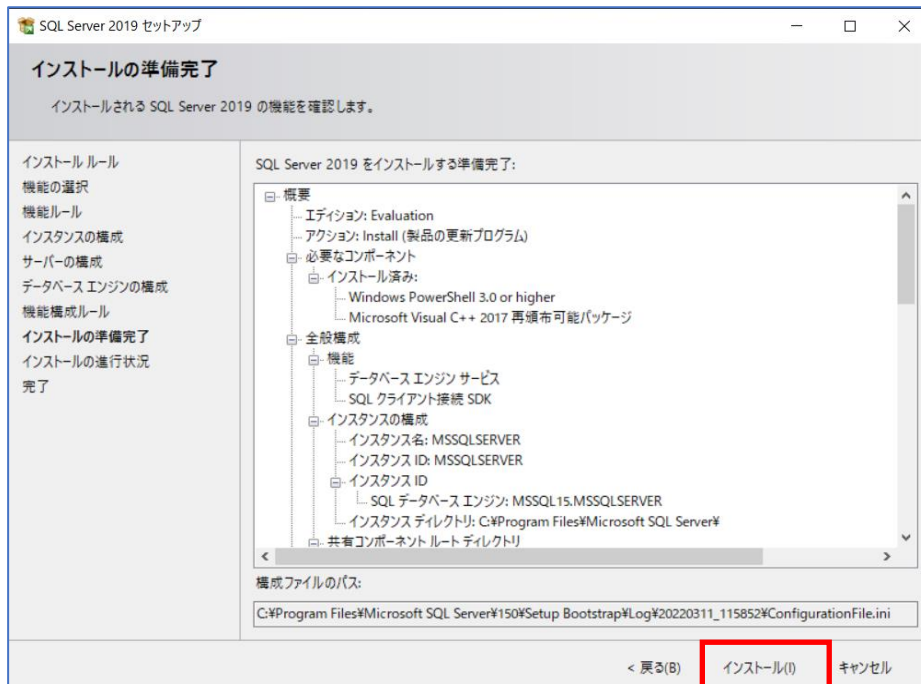 SQL Server 2019 セットアップ
インストールの準備完了
インストールされる SQL Server 2019 の機能を確認します。
インストール ルール
機能の選択
機能ルール
インスタンスの構成
サーバーの構成
データベース エンジンの構成
機能構成ルール
インストールの準備完了
インストールの進行状況
完了
SQL Server 2019 をインストールする準備完了:
概要
エディション: Evaluation
アクション: Install (製品の更新プログラム)
必要なコンポーネント
インストール済み:
Windows PowerShell 3.0 or higher
Microsoft Visual C++ 2017 再頒布可能パッケージ
全般構成
機能
データベース エンジン サービス
SQL クライアント接続 SDK
インスタンスの構成
インスタンス名: MSSQLSERVER
インスタンス ID: MSSQLSERVER
インスタンス ID
SQL データベース エンジン: MSSQL15.MSSQLSERVER
インスタンス ディレクトリ: C:¥Program Files¥Microsoft SQL Server¥
共有コンポーネント ルート ディレクトリ
構成ファイルのパス:
C:¥Program Files¥Microsoft SQL Server¥150¥Setup Bootstrap¥Log¥20220311_115852¥ConfigurationFile.ini
< 戻る(B) インストール(I) キャンセル